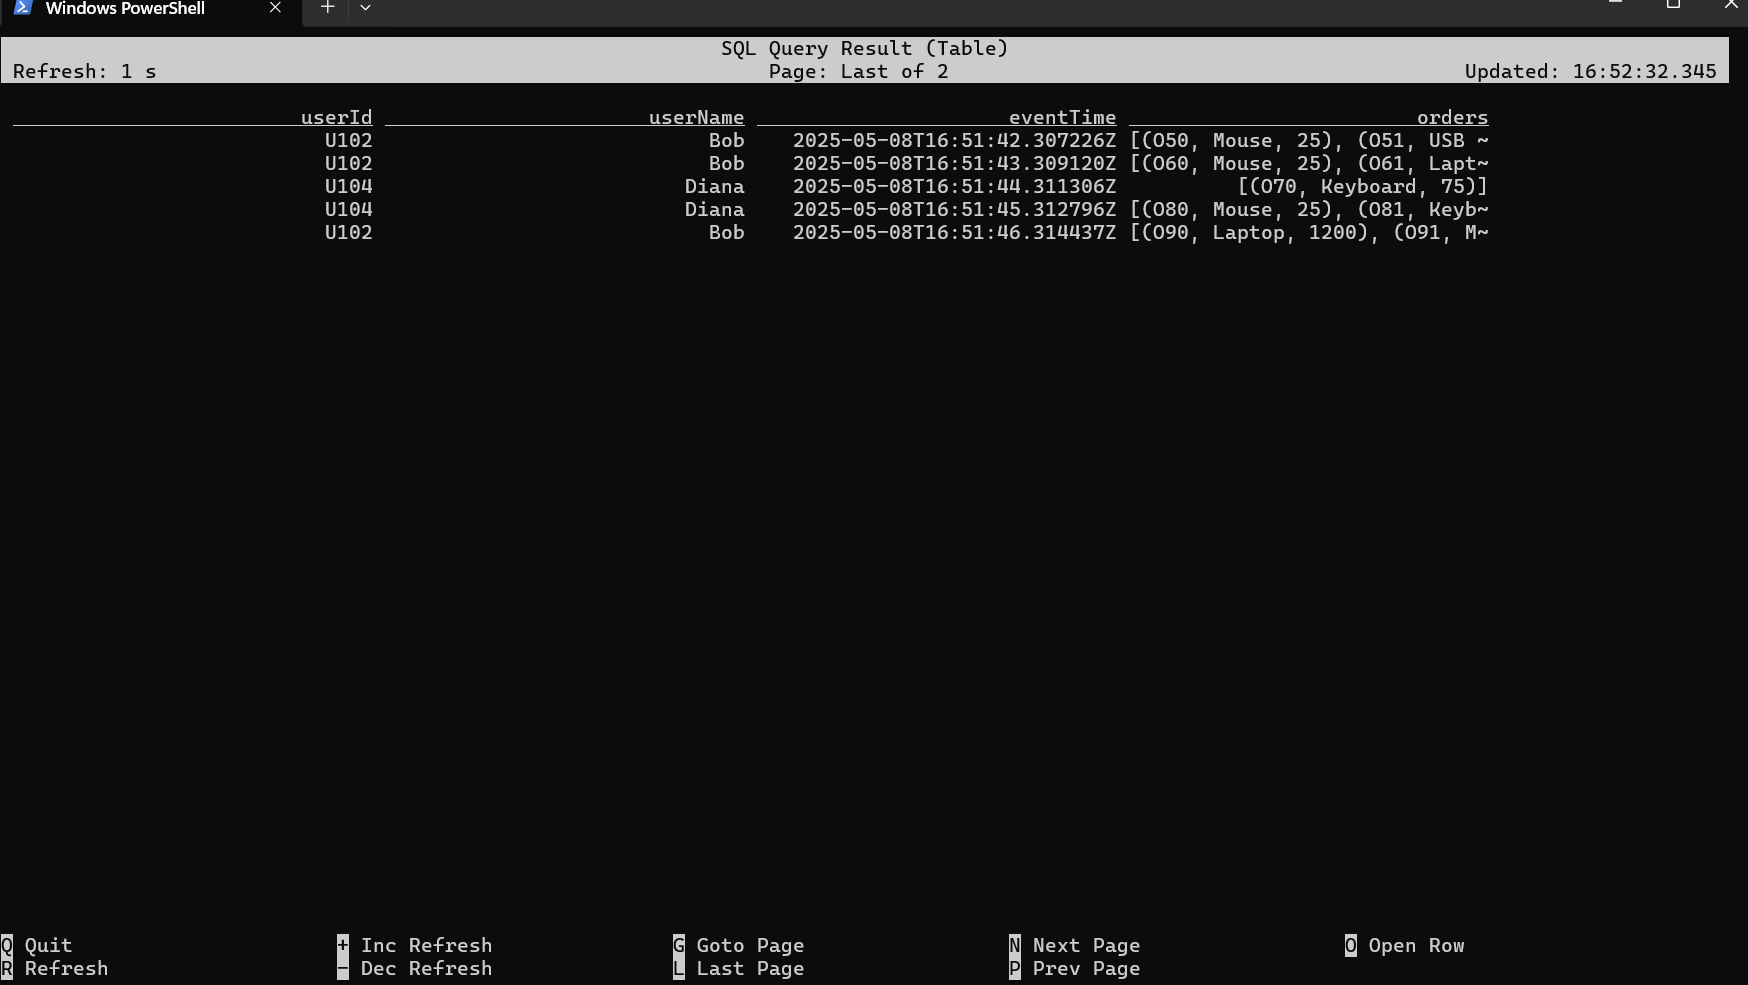 Windows PowerShell
SQL Query Result (Table)
Refresh: 1 s Page: Last of 2 Updated: 16:52:32.345
userId userName eventTime orders
U102 Bob 2025-05-08T16:51:42.307226Z [(O50, Mouse, 25), (O51, USB ~
U102 Bob 2025-05-08T16:51:43.309120Z [(O60, Mouse, 25), (O61, Lapt~
U104 Diana 2025-05-08T16:51:44.311306Z [(O70, Keyboard, 75)]
U104 Diana 2025-05-08T16:51:45.312796Z [(O80, Mouse, 25), (O81, Keyb~
U102 Bob 2025-05-08T16:51:46.314437Z [(O90, Laptop, 1200), (O91, M~
Q Quit + Inc Refresh G Goto Page N Next Page O Open Row
R Refresh - Dec Refresh L Last Page P Prev Page